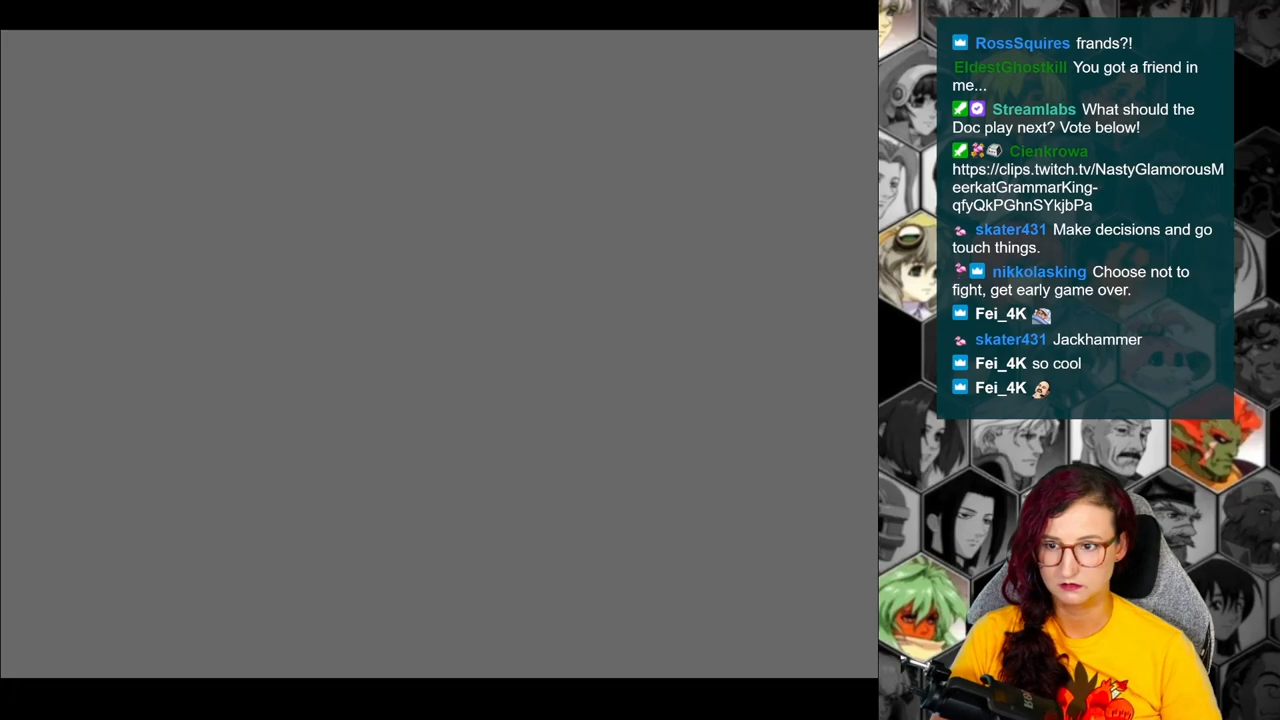 RossSquires frands?!
EldestGhostkill You got a friend in
me...
Streamlabs What should the
Doc play next? Vote below!
Cienkrowa
https://clips.twitch.tv/NastyGlamorousM
eerkatGrammarKing-
qfyQkPGhnSYkjbPa
skater431 Make decisions and go
touch things.
nikkolasking Choose not to
fight, get early game over.
Fei_4K
skater431 Jackhammer
Fei_4K so cool
Fei_4K